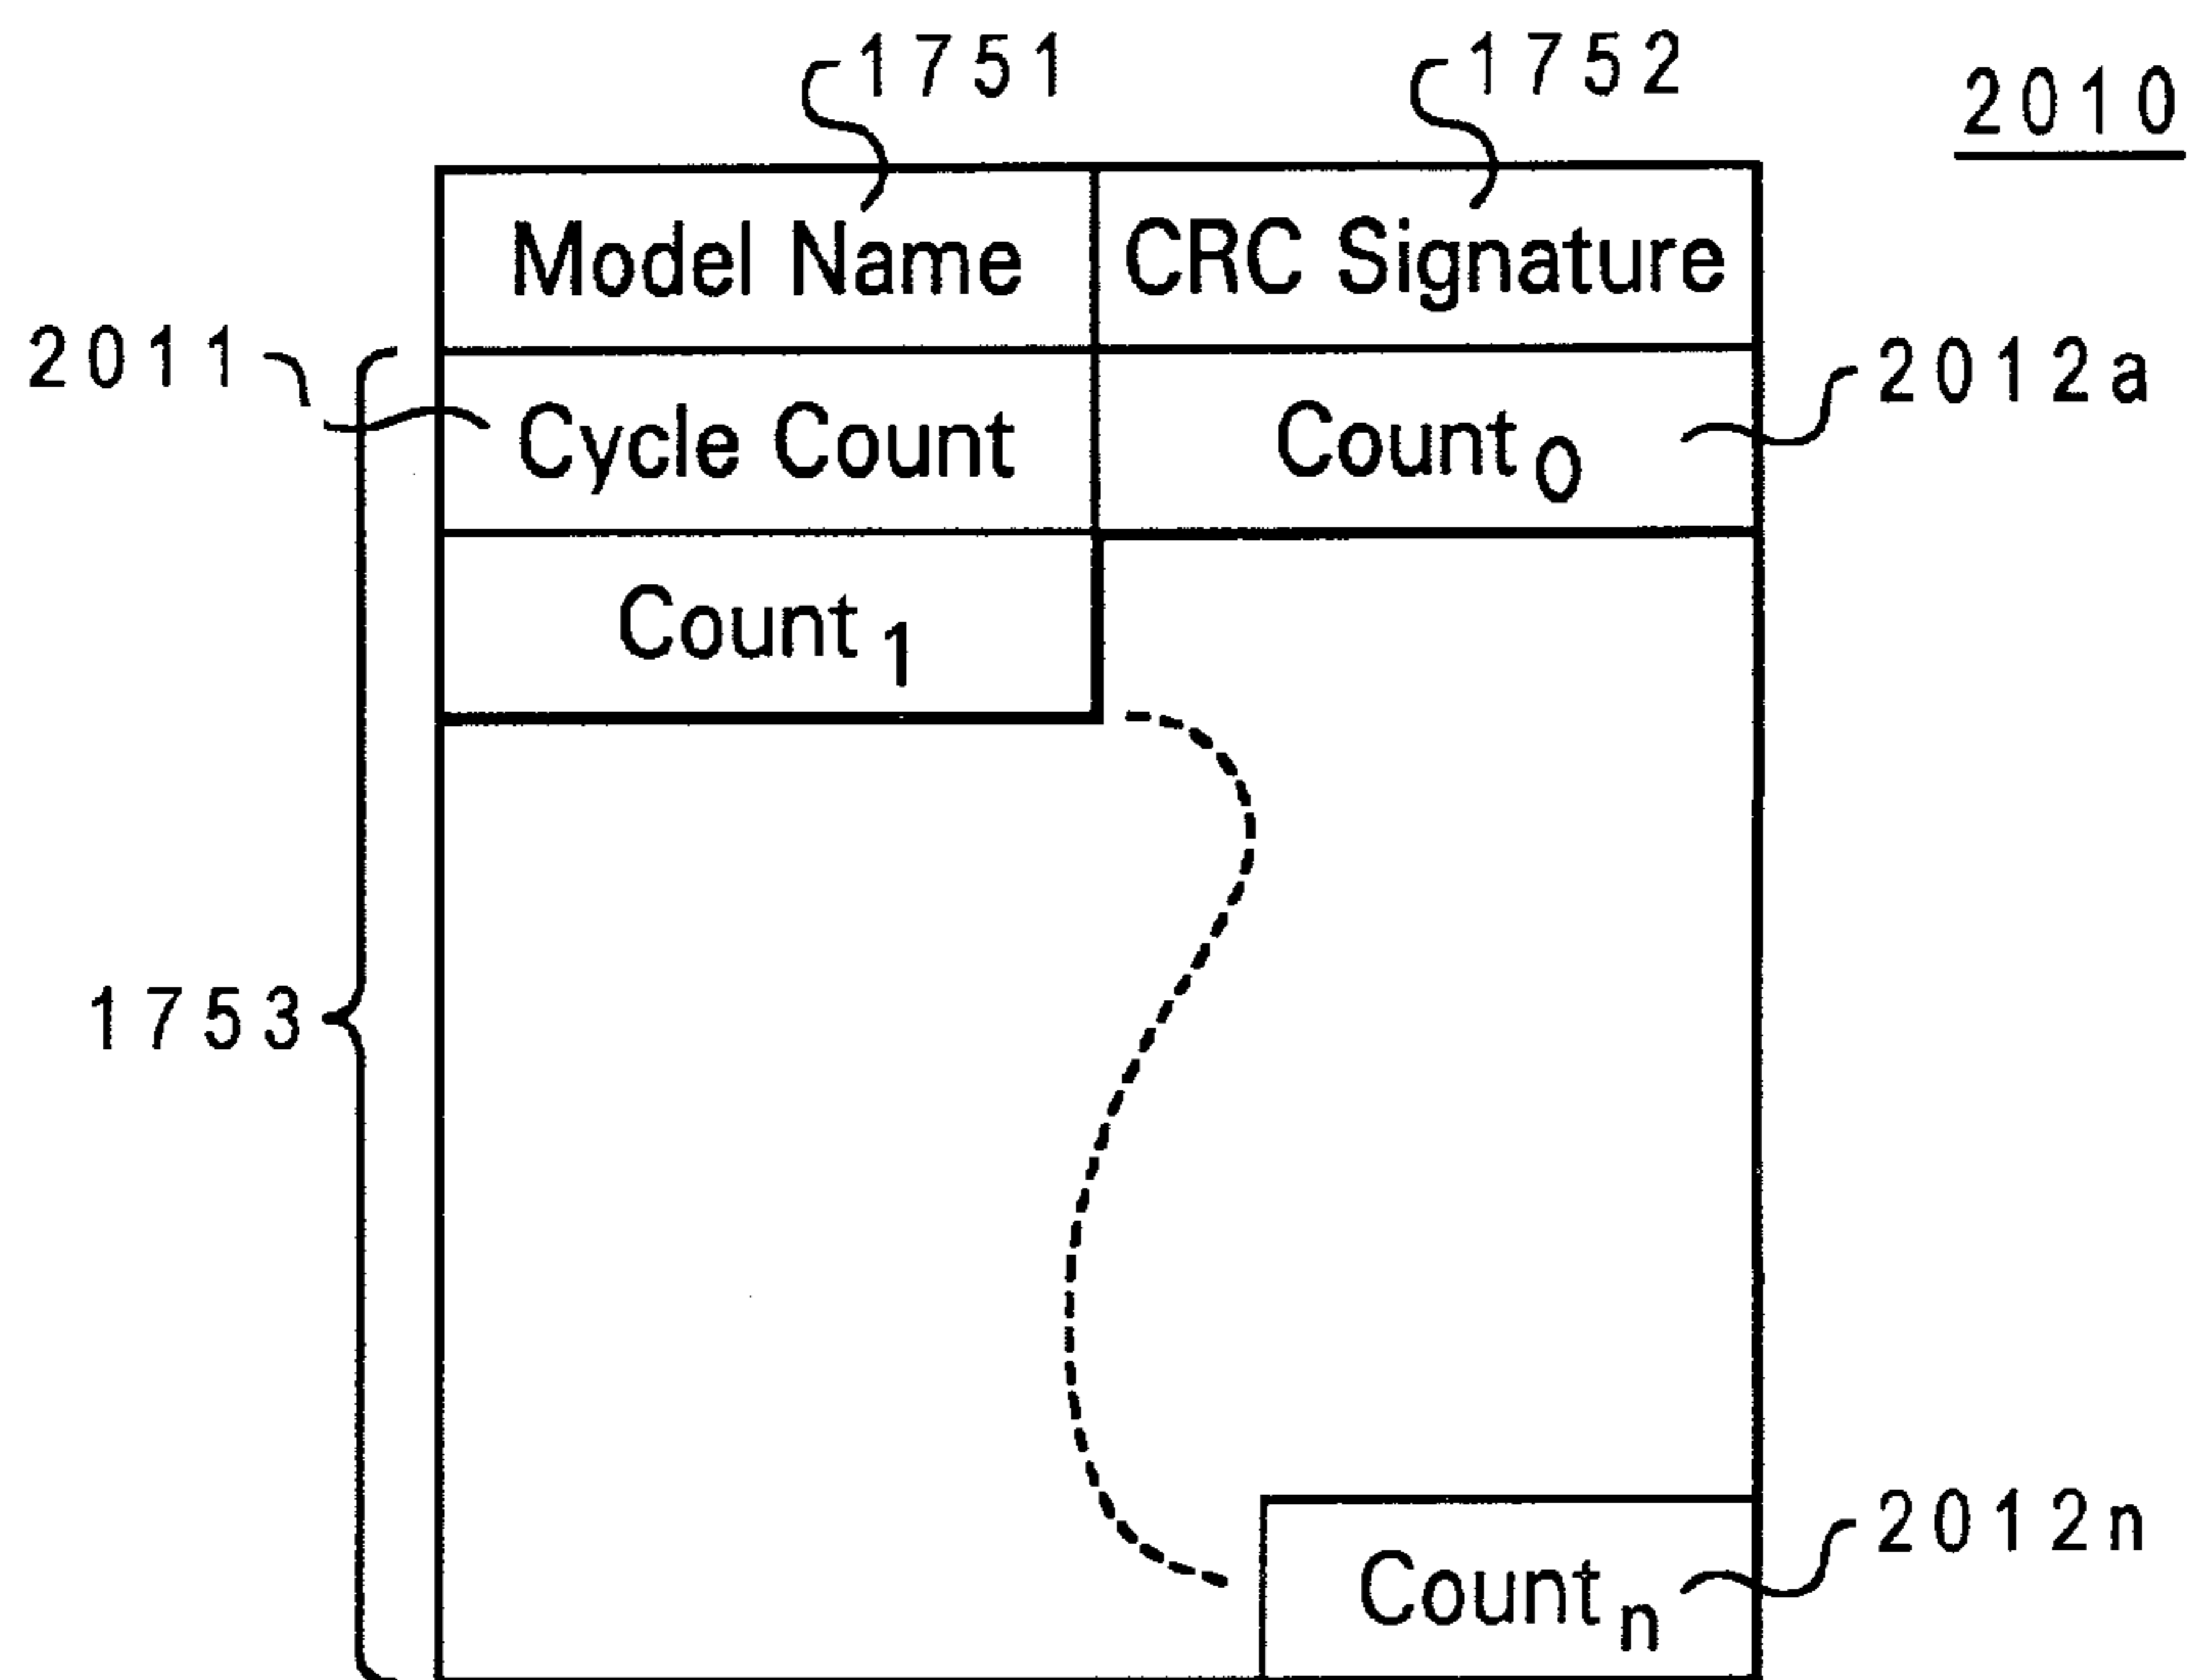 1751
1752
2010
Model Name
CRC Signature
2011
Cycle Count
Count0
2012a
Count1
1753
Countn
2012n